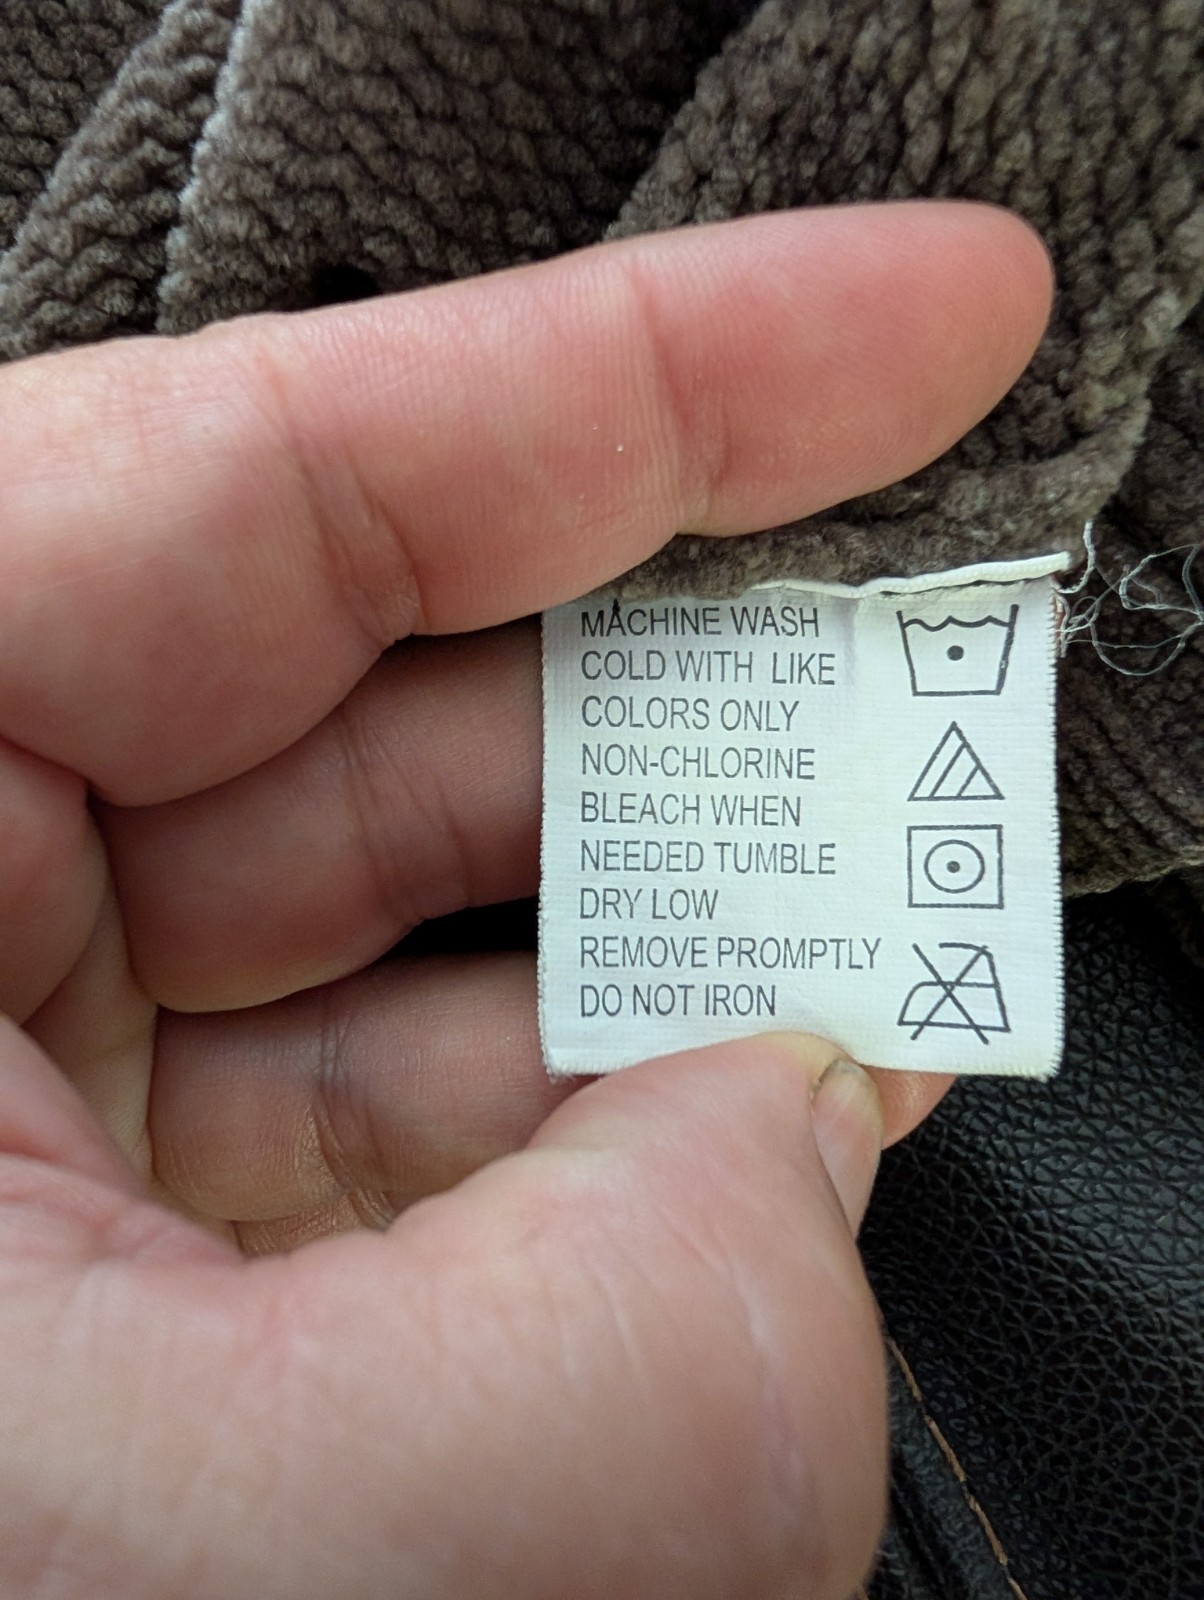 MACHINE WASH
COLD WITH LIKE
COLORS ONLY
NON-CHLORINE
BLEACH WHEN
NEEDED TUMBLE
DRY LOW
REMOVE PROMPTLY
DO NOT IRON